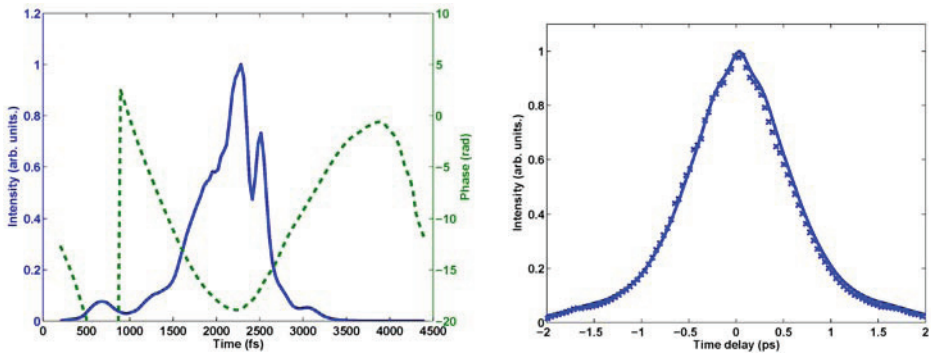 1.2
1
0.8
0.6
0.4
0.2
0
Intensity (arb. units.)
0 500 1000 1500 2000 2500 3000 3500 4000 4500
Time (fs)
10
5
0
−5
−10
−15
−20
Phase (rad)
1
0.8
0.6
0.4
0.2
0
Intensity (arb. units.)
−2 −1.5 −1 −0.5 0 0.5 1 1.5 2
Time delay (ps)